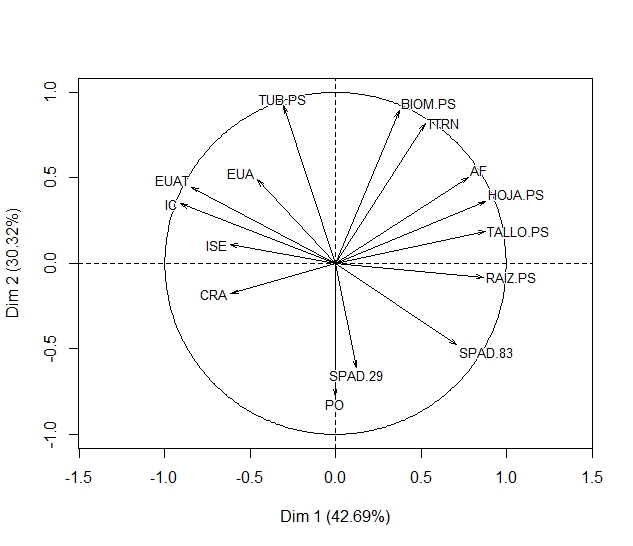 1.0
TUB-PS
BIOM.PS
TTRN
0.5
EUAT
EUA
AF
IC
HOJA.PS
TALLO.PS
ISE
0.0
RAIZ.PS
CRA
-0.5
SPAD.83
SPAD.29
PO
-1.0
Dim 2 (30.32%)
-1.5 -1.0 -0.5 0.0 0.5 1.0 1.5
Dim 1 (42.69%)